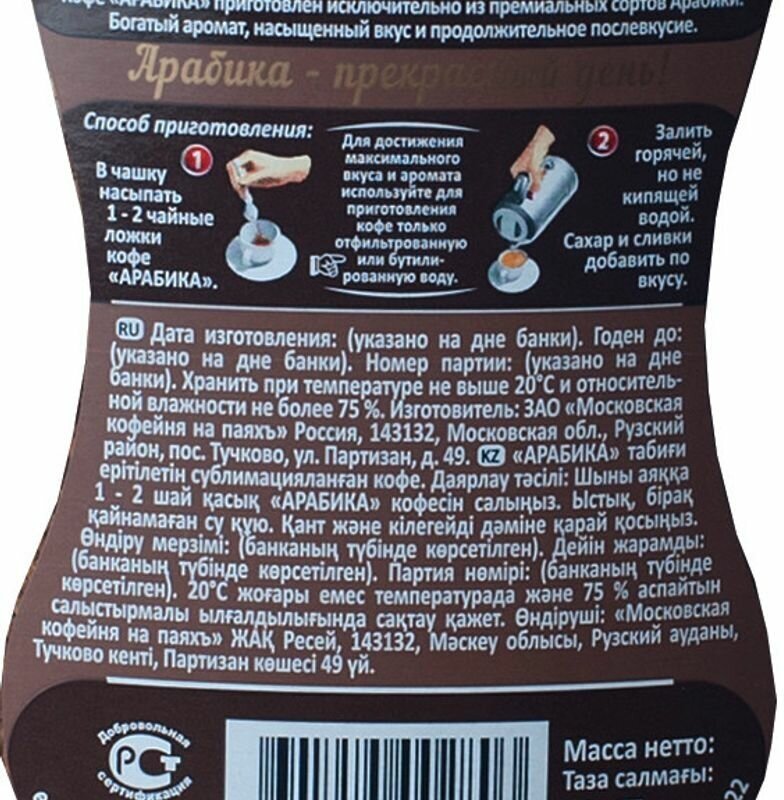 Кофе «АРАБИКА» приготовлен исключительно из премиальных сортов Арабики.
Богатый аромат, насыщенный вкус и продолжительное послевкусие.
Арабика - прекрасный день!
Способ приготовления:
1
В чашку
насыпать
1 - 2 чайные
ложки
кофе
«АРАБИКА».
Для достижения
максимального
вкуса и аромата
используйте для
приготовления
кофе только
отфильтрованную
или бутили-
рованную воду.
2
Залить
горячей,
но не
кипящей
водой.
Сахар и сливки
добавить по
вкусу.
RU Дата изготовления: (указано на дне банки). Годен до:
(указано на дне банки). Номер партии: (указано на дне
банки). Хранить при температуре не выше 20°С и относитель-
ной влажности не более 75 %. Изготовитель: ЗАО «Московская
кофейня на паяхъ» Россия, 143132, Московская обл., Рузский
район, пос. Тучково, ул. Партизан, д. 49. KZ «АРАБИКА» табиғи
ерітілетін сублимацияланған кофе. Даярлау тәсілі: Шыны аяққа
1 - 2 шай қасық «АРАБИКА» кофесін салыңыз. Ыстық, бірақ
қайнамаған су құю. Қант және кілегейді дәміне қарай қосыңыз.
Өндіру мерзімі: (банканың түбінде көрсетілген). Дейін жарамды:
(банканың түбінде көрсетілген). Партия нөмірі: (банканың түбінде
көрсетілген). 20°С жоғары емес температурада және 75 % аспайтын
салыстырмалы ылғалдылығында сақтау қажет. Өндіруші: «Московская
кофейня на паяхъ» ЖАҚ Ресей, 143132, Мәскеу облысы, Рузский ауданы,
Тучково кенті, Партизан көшесі 49 үй.
Добровольная
РСТ
сертификация
Масса нетто:
Таза салмағы: